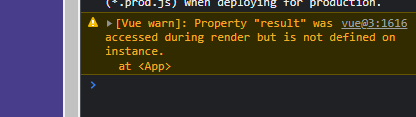 (*.prod.js) when deploying for production.
[Vue warn]: Property "result" was vue@3:1616
accessed during render but is not defined on
instance.
at <App>